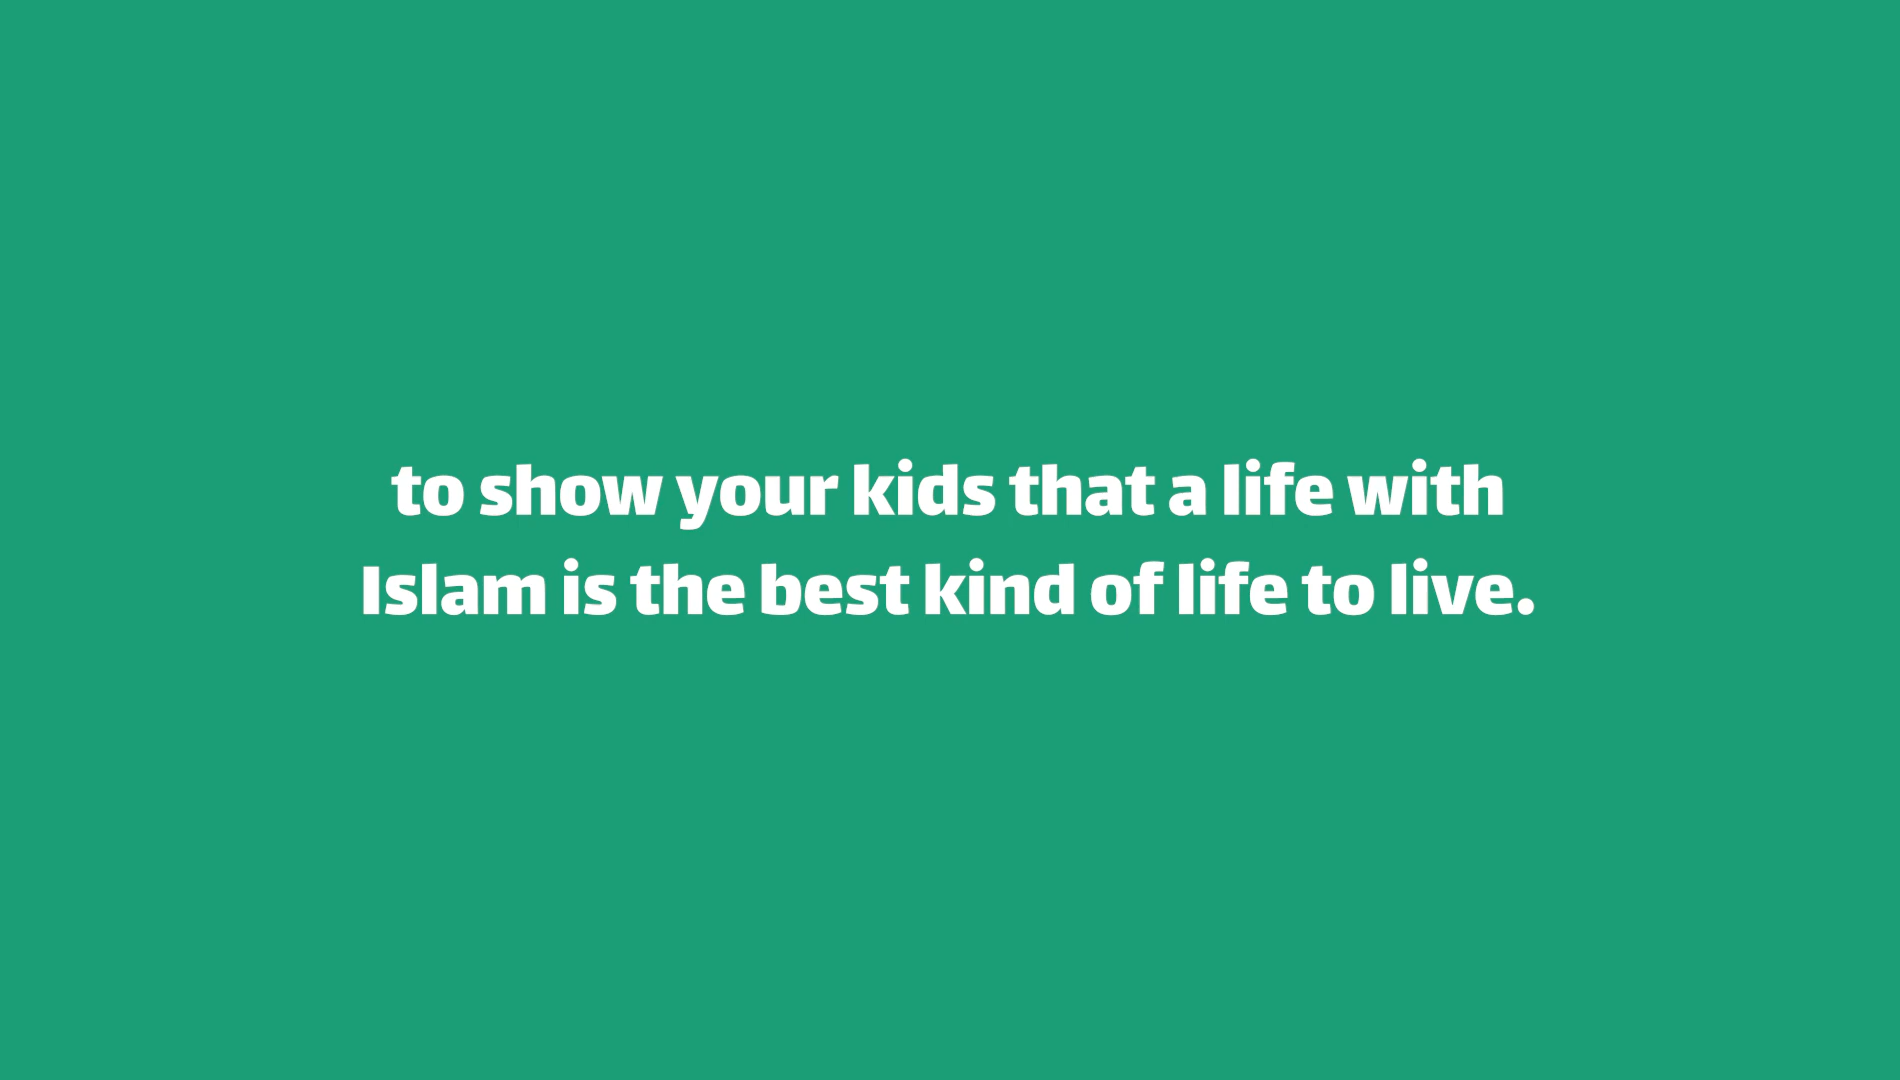 to show your kids that a life with
Islam is the best kind of life to live.